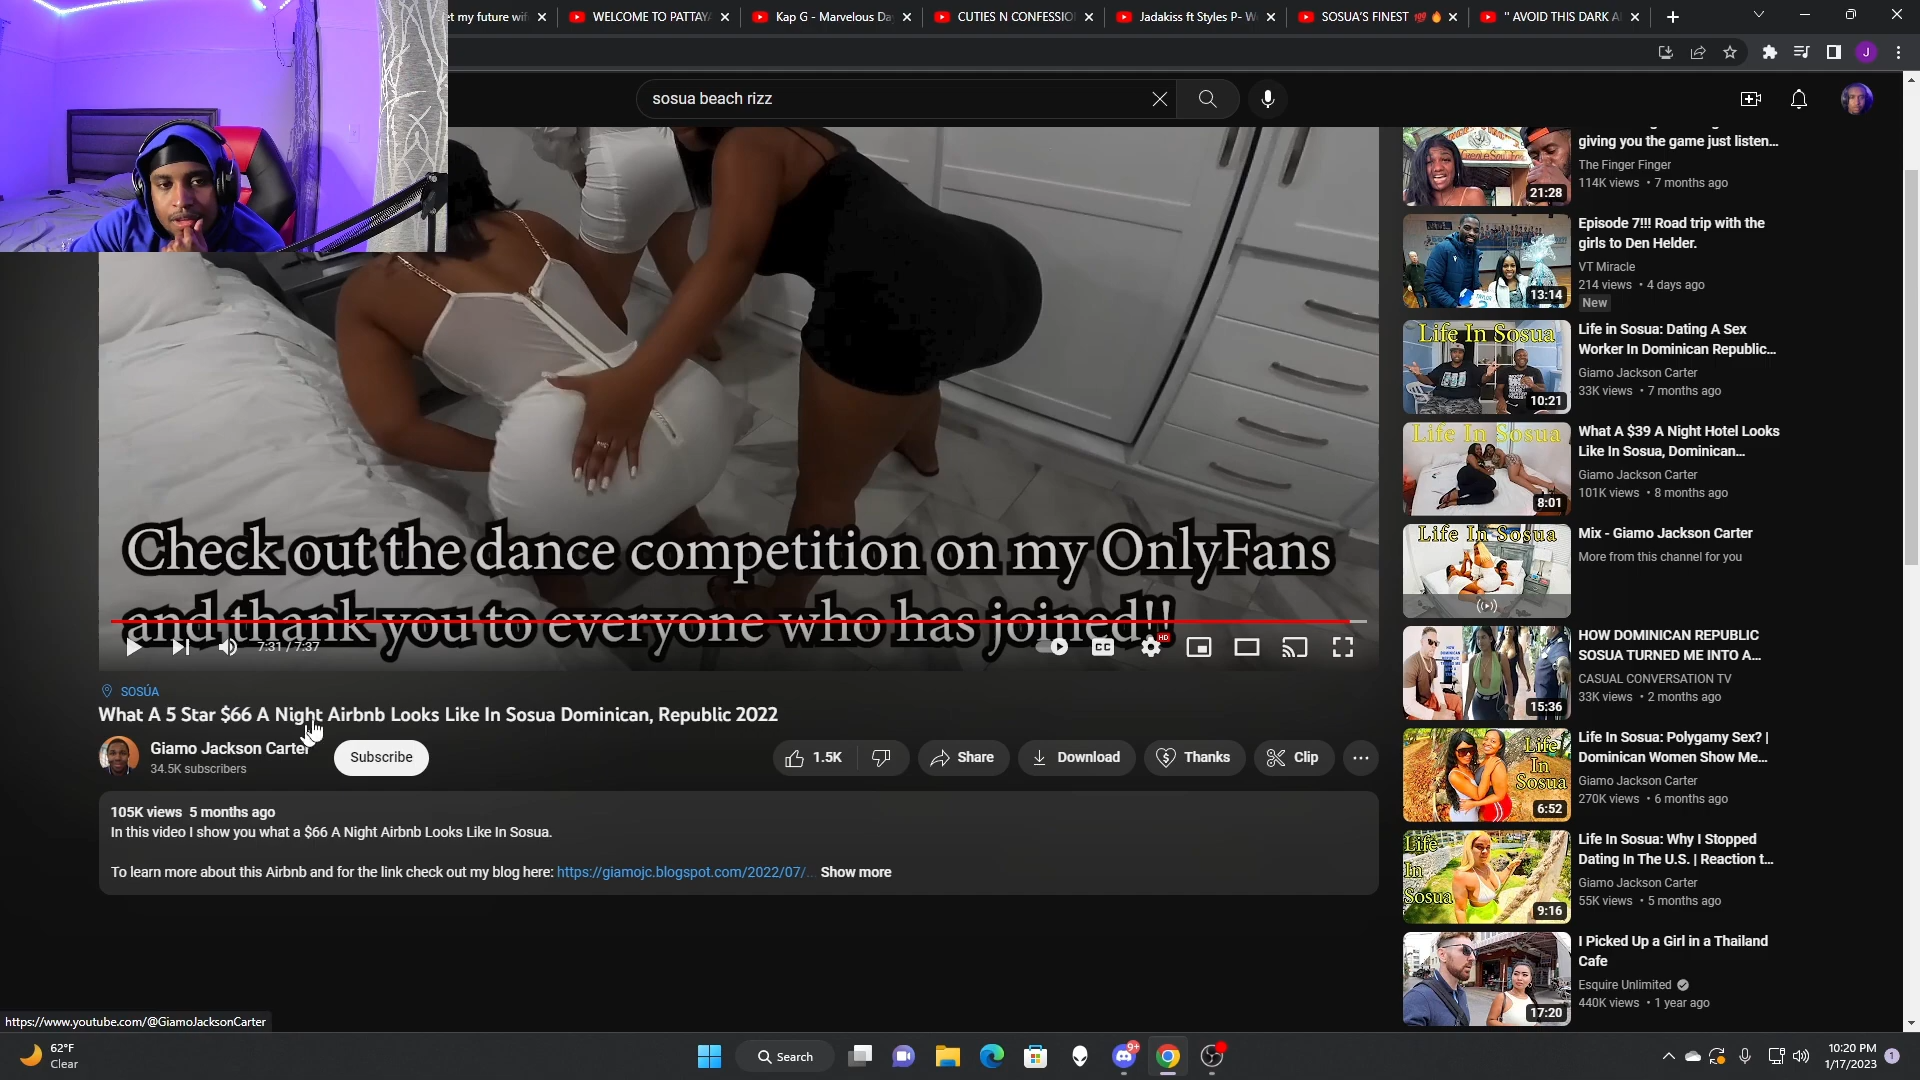 et my future wif
WELCOME TO PATTAY
Kap G - Marvelous Da
CUTIES N CONFESSIO
Jadakiss ft Styles P- W
SOSUA'S FINEST 💯🔥
" AVOID THIS DARK A
J
sosua beach rizz
Check out the dance competition on my OnlyFans
and thank you to everyone who has joined!!
7:31 / 7:37
CC
HD
SOSÚA
What A 5 Star $66 A Night Airbnb Looks Like In Sosua Dominican, Republic 2022
Giamo Jackson Carter
34.5K subscribers
Subscribe
1.5K
Share
Download
Thanks
Clip
105K views 5 months ago
In this video I show you what a $66 A Night Airbnb Looks Like In Sosua.
To learn more about this Airbnb and for the link check out my blog here: https://giamojc.blogspot.com/2022/07/... Show more
giving you the game just listen...
The Finger Finger
114K views • 7 months ago
21:28
Episode 7!!! Road trip with the
girls to Den Helder.
VT Miracle
214 views • 4 days ago
New
13:14
Life In Sosua
10:21
Life in Sosua: Dating A Sex
Worker In Dominican Republic...
Giamo Jackson Carter
33K views • 7 months ago
Life In Sosua
8:01
What A $39 A Night Hotel Looks
Like In Sosua, Dominican...
Giamo Jackson Carter
101K views • 8 months ago
Life In Sosua
Mix - Giamo Jackson Carter
More from this channel for you
15:36
HOW DOMINICAN REPUBLIC
SOSUA TURNED ME INTO A...
CASUAL CONVERSATION TV
33K views • 2 months ago
Life
In
Sosua
6:52
Life In Sosua: Polygamy Sex? |
Dominican Women Show Me...
Giamo Jackson Carter
270K views • 6 months ago
Life
In
Sosua
9:16
Life In Sosua: Why I Stopped
Dating In The U.S. | Reaction t...
Giamo Jackson Carter
55K views • 5 months ago
17:20
I Picked Up a Girl in a Thailand
Cafe
Esquire Unlimited
440K views • 1 year ago
https://www.youtube.com/@GiamoJacksonCarter
62°F
Clear
Search
9+
10:20 PM
1/17/2023
1